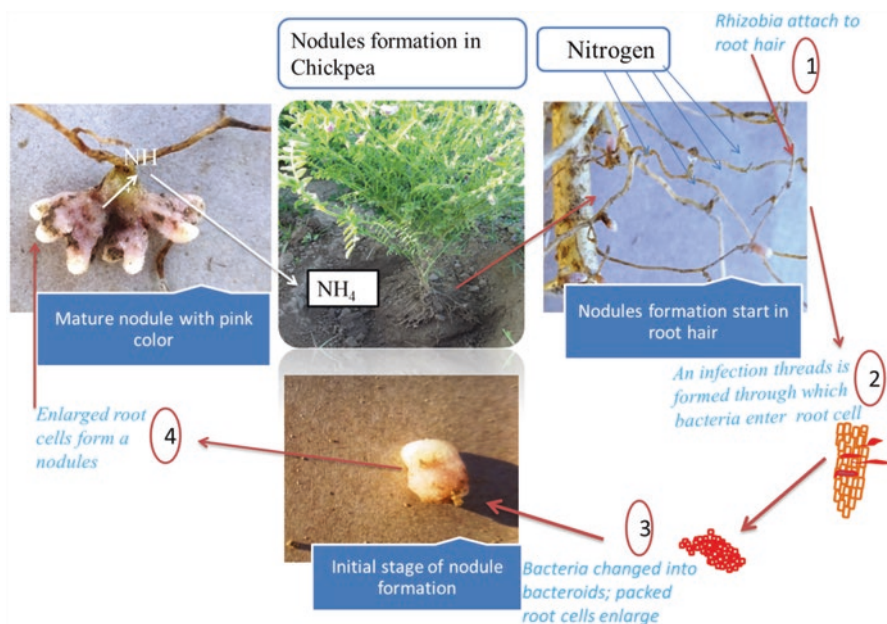 Nodules formation in
Chickpea
Nitrogen
Rhizobia attach to
root hair
1
NH
4
NH4
Mature nodule with pink
color
Nodules formation start in
root hair
An infection threads is
formed through which
bacteria enter root cell
2
Enlarged root
cells form a
nodules
4
3
Initial stage of nodule
formation
Bacteria changed into
bacteroids; packed
root cells enlarge